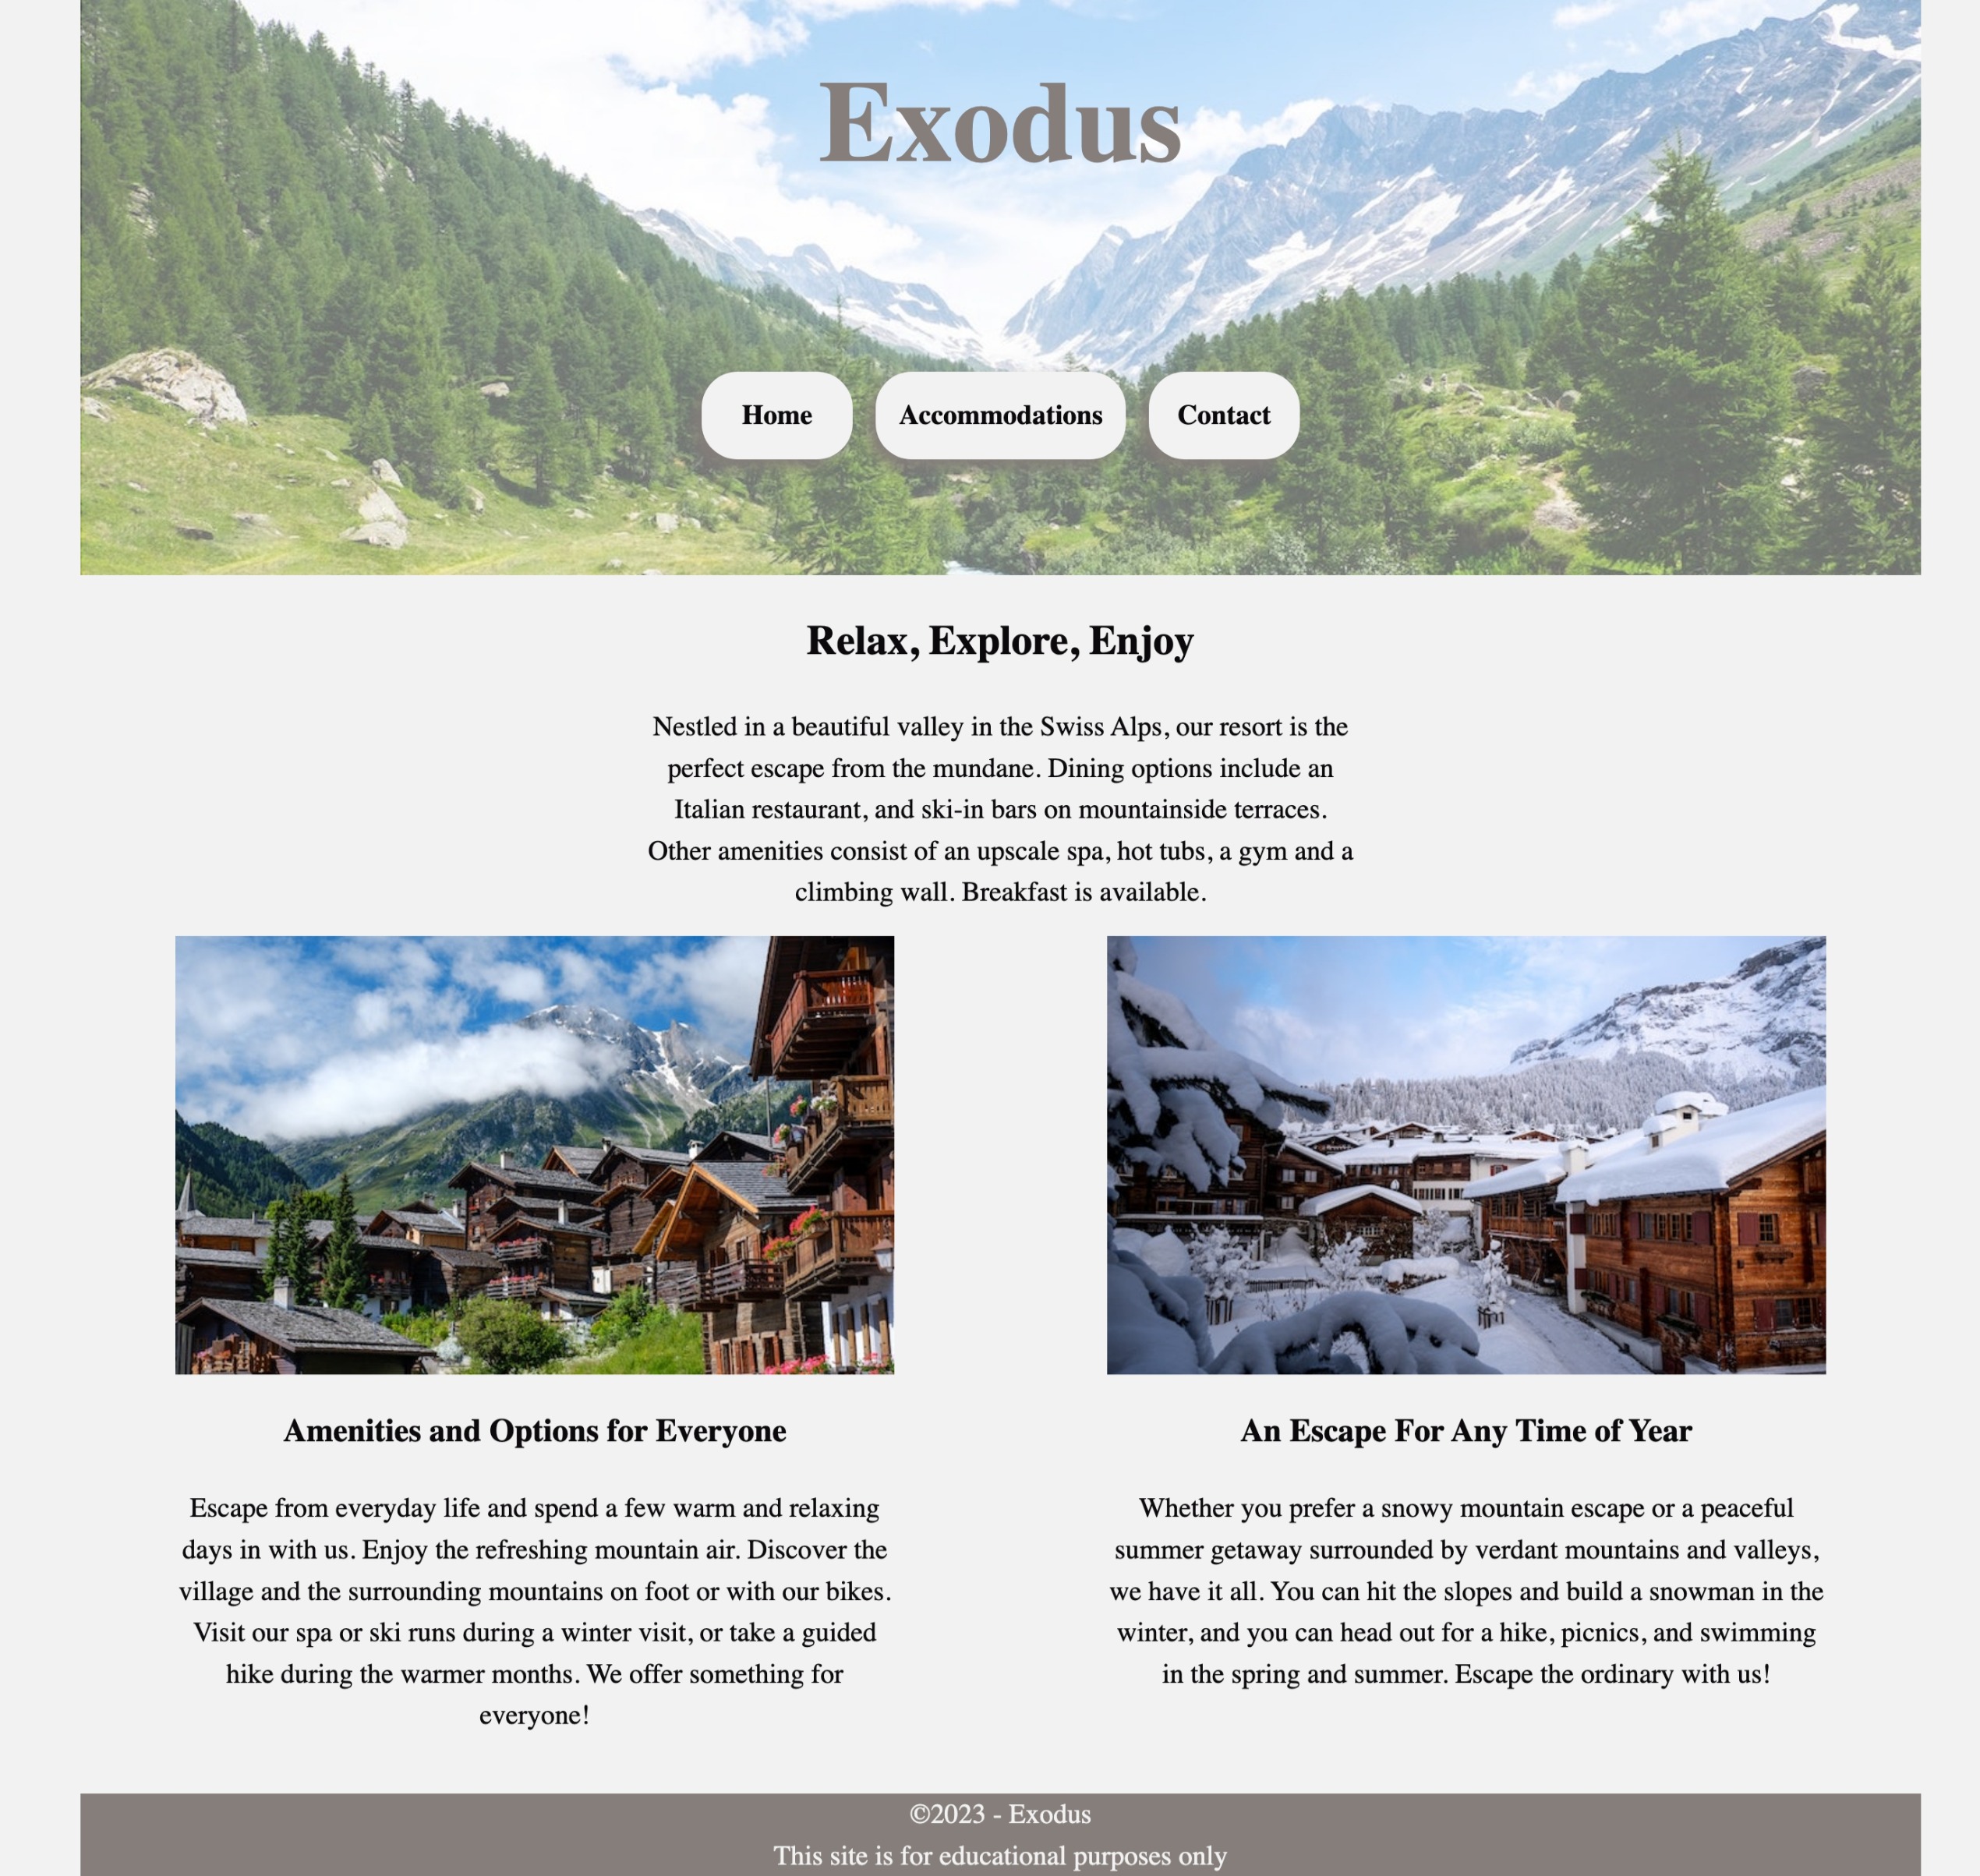 Exodus
Home
Accommodations
Contact
Relax, Explore, Enjoy
Nestled in a beautiful valley in the Swiss Alps, our resort is the
perfect escape from the mundane. Dining options include an
Italian restaurant, and ski-in bars on mountainside terraces.
Other amenities consist of an upscale spa, hot tubs, a gym and a
climbing wall. Breakfast is available.
Amenities and Options for Everyone
Escape from everyday life and spend a few warm and relaxing
days in with us. Enjoy the refreshing mountain air. Discover the
village and the surrounding mountains on foot or with our bikes.
Visit our spa or ski runs during a winter visit, or take a guided
hike during the warmer months. We offer something for
everyone!
An Escape For Any Time of Year
Whether you prefer a snowy mountain escape or a peaceful
summer getaway surrounded by verdant mountains and valleys,
we have it all. You can hit the slopes and build a snowman in the
winter, and you can head out for a hike, picnics, and swimming
in the spring and summer. Escape the ordinary with us!
©2023 - Exodus
This site is for educational purposes only